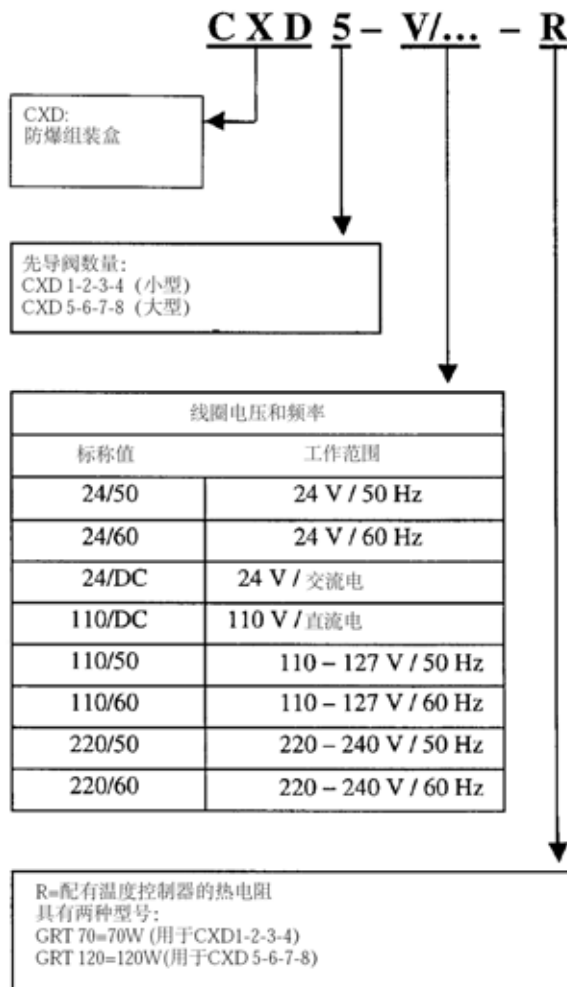 CXD 5 – V/... – R
CXD:
防爆组装盒
先导阀数量:
CXD 1-2-3-4 (小型)
CXD 5-6-7-8 (大型)
线圈电压和频率
标称值 工作范围
24/50 24 V / 50 Hz
24/60 24 V / 60 Hz
24/DC 24 V / 交流电
110/DC 110 V / 直流电
110/50 110 – 127 V / 50 Hz
110/60 110 – 127 V / 60 Hz
220/50 220 – 240 V / 50 Hz
220/60 220 – 240 V / 60 Hz
R=配有温度控制器的热电阻
具有两种型号:
GRT 70=70W (用于CXD1-2-3-4)
GRT 120=120W(用于CXD 5-6-7-8)